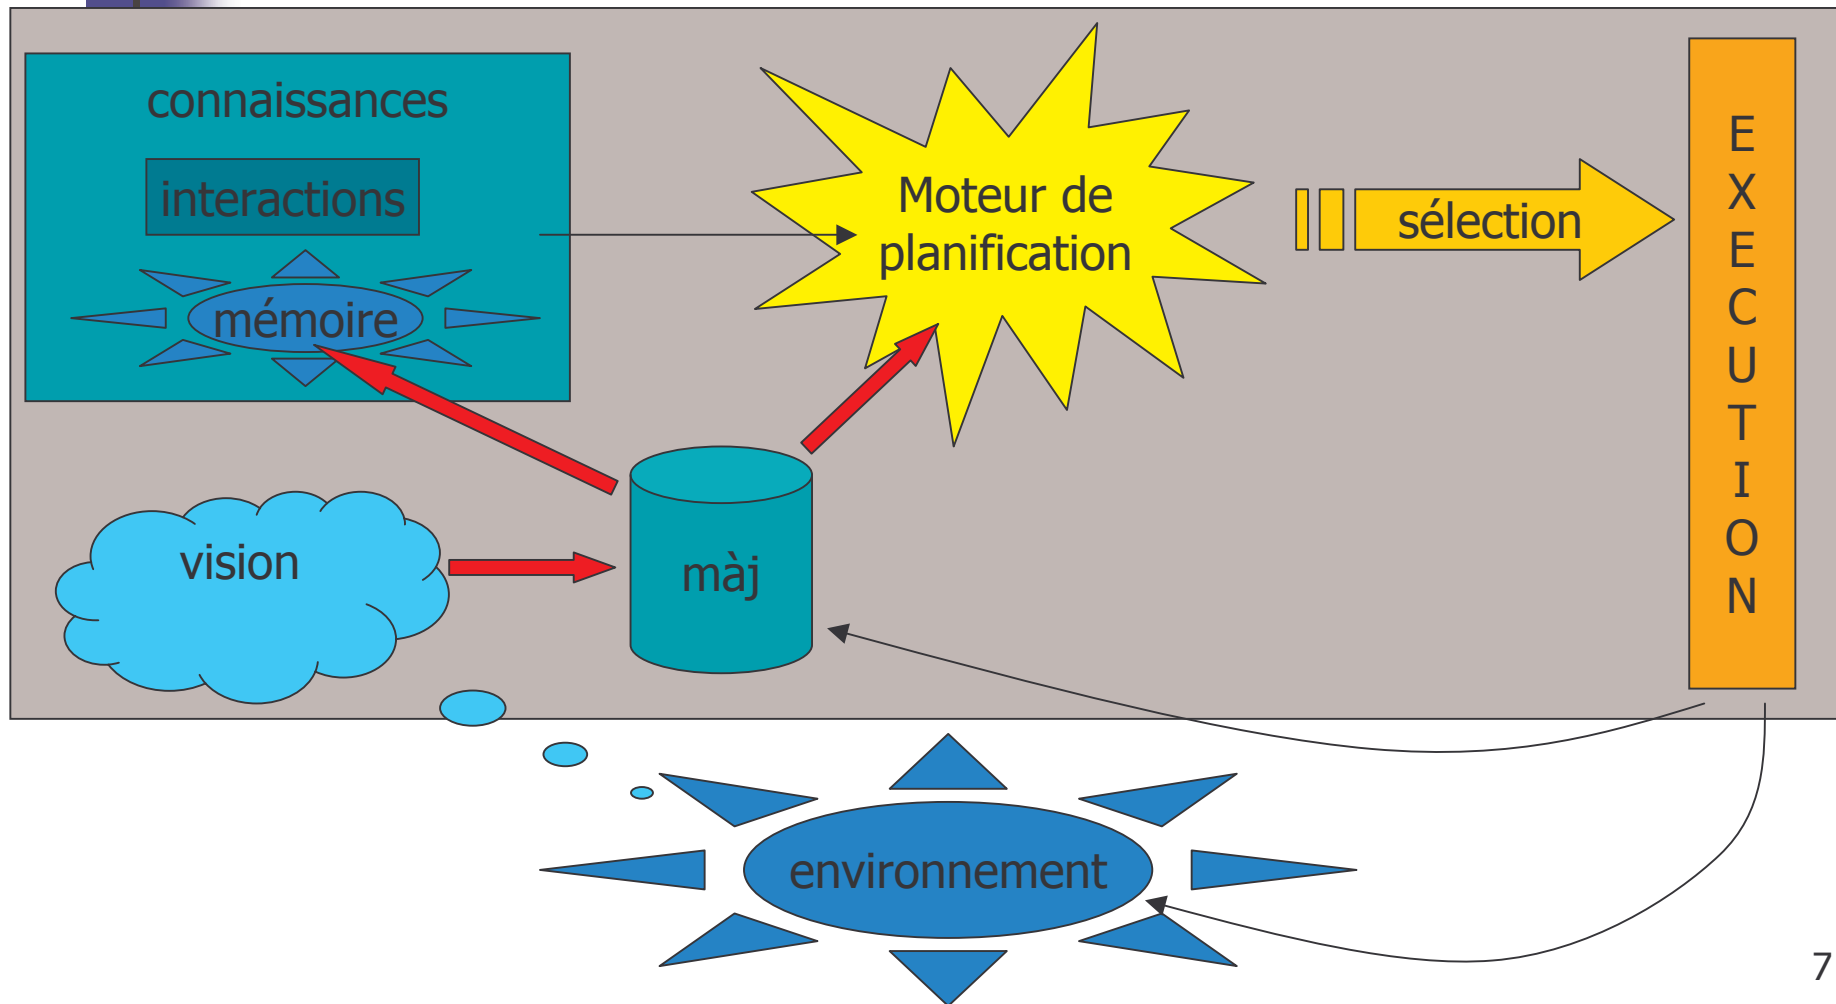 connaissances
interactions
mémoire
Moteur de
planification
sélection
E
X
E
C
U
T
I
O
N
vision
màj
environnement
7